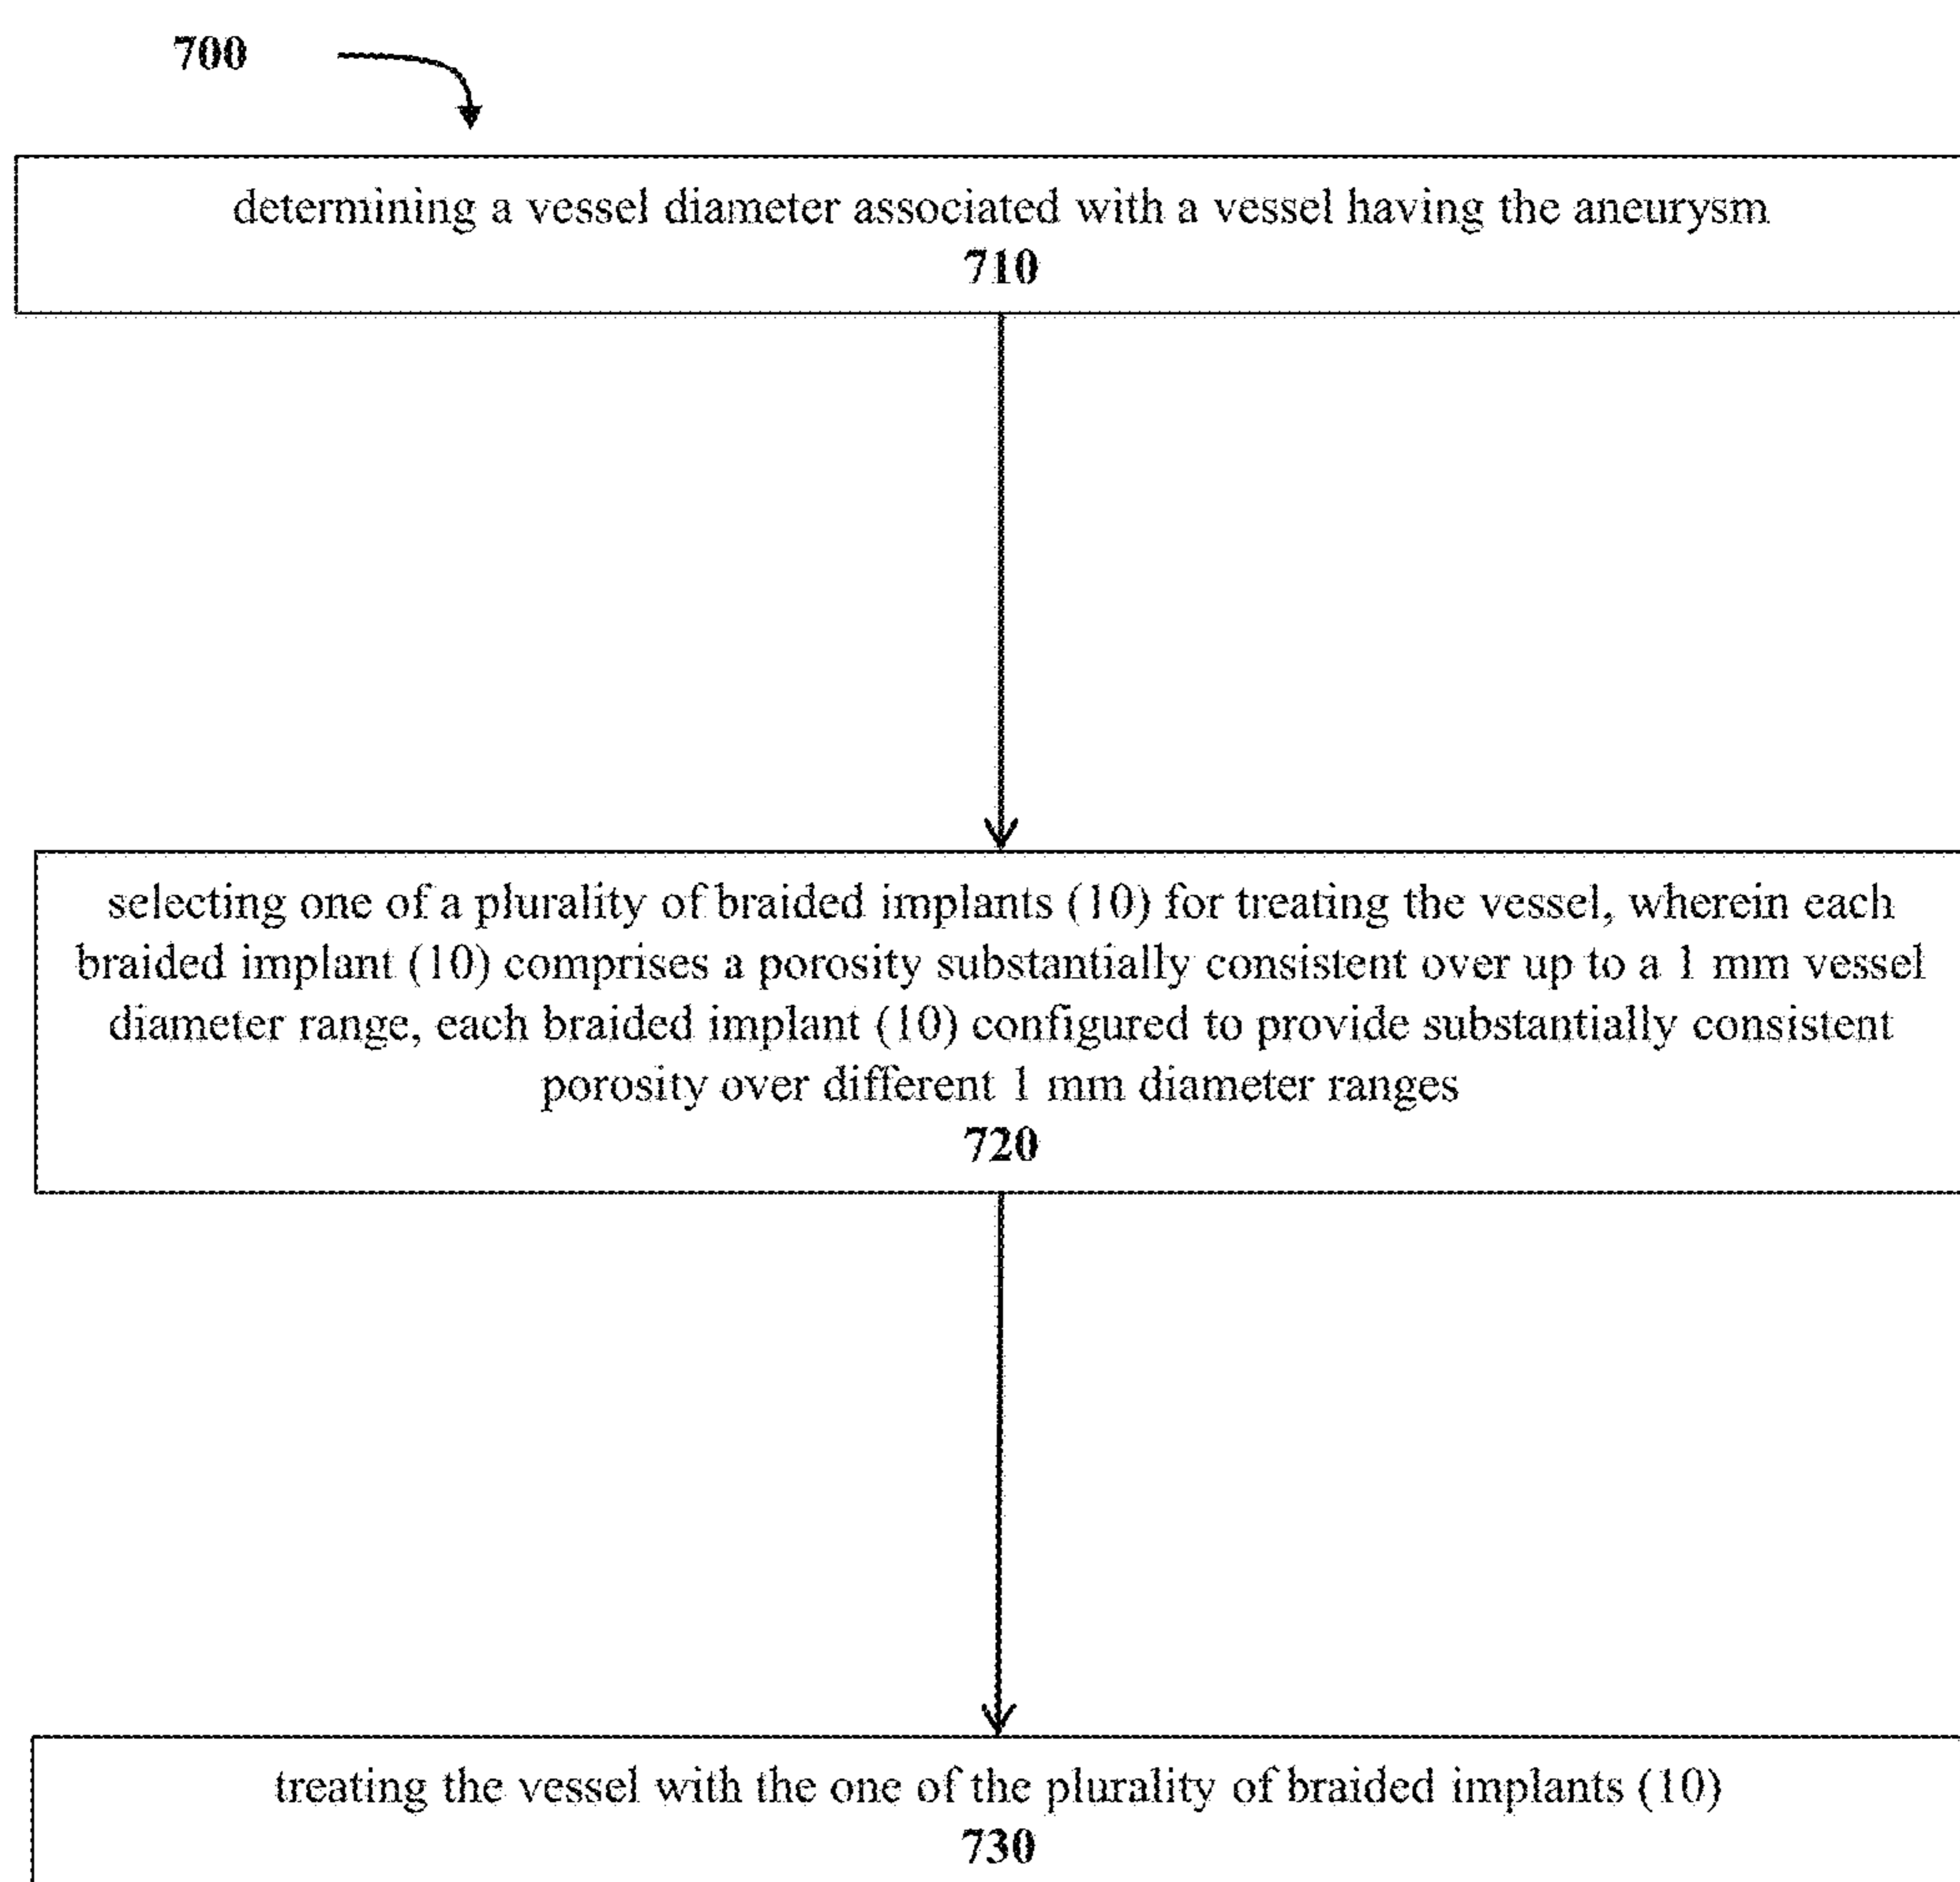 700
determining a vessel diameter associated with a vessel having the aneurysm
710
selecting one of a plurality of braided implants (10) for treating the vessel, wherein each
braided implant (10) comprises a porosity substantially consistent over up to a 1 mm vessel
diameter range, each braided implant (10) configured to provide substantially consistent
porosity over different 1 mm diameter ranges
720
treating the vessel with the one of the plurality of braided implants (10)
730